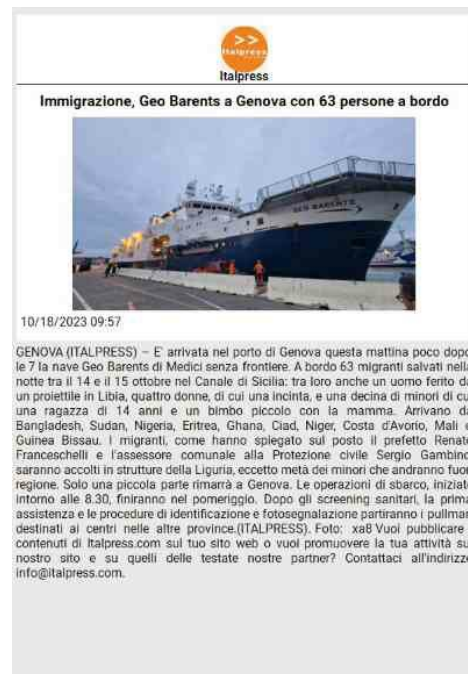 >>
Italpress
Italpress
Immigrazione, Geo Barents a Genova con 63 persone a bordo
GEO BARENTS
10/18/2023 09:57
GENOVA (ITALPRESS) – E' arrivata nel porto di Genova questa mattina poco dopo
le 7 la nave Geo Barents di Medici senza frontiere. A bordo 63 migranti salvati nella
notte tra il 14 e il 15 ottobre nel Canale di Sicilia: tra loro anche un uomo ferito da
un proiettile in Libia, quattro donne, di cui una incinta, e una decina di minori di cu
una ragazza di 14 anni e un bimbo piccolo con la mamma. Arrivano da
Bangladesh, Sudan, Nigeria, Eritrea, Ghana, Ciad, Niger, Costa d'Avorio, Mali e
Guinea Bissau. I migranti, come hanno spiegato sul posto il prefetto Renato
Franceschelli e l'assessore comunale alla Protezione civile Sergio Gambino
saranno accolti in strutture della Liguria, eccetto metà dei minori che andranno fuor
regione. Solo una piccola parte rimarrà a Genova. Le operazioni di sbarco, iniziate
intorno alle 8.30, finiranno nel pomeriggio. Dopo gli screening sanitari, la prima
assistenza e le procedure di identificazione e fotosegnalazione partiranno i pullman
destinati ai centri nelle altre province.(ITALPRESS). Foto: xa8 Vuoi pubblicare i
contenuti di Italpress.com sul tuo sito web o vuoi promuovere la tua attività sul
nostro sito e su quelli delle testate nostre partner? Contattaci all'indirizzo
info@italpress.com.